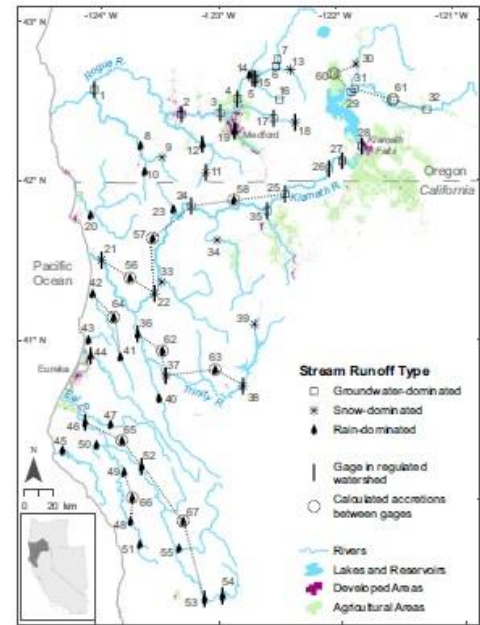 -124° -123° -122° -121°
43°
43°
7
13
14
6
15
60
30
31
61
32
29
Rogue R.
1
2
3
4
5
16
17
18
19
Medford
28
Klamath
Falls
8
9
10
12
11
26
27
42°
42°
Oregon
California
20
23
24
58
25
Klamath R.
35
57
34
21
56
33
22
Pacific
Ocean
42
64
36
39
41°
41°
43
44
41
62
63
Eureka
37
38
Trinity R.
40
Eel R.
46
47
45
50
65
52
49
66
67
48
51
55
53
54
Stream Runoff Type
Groundwater-dominated
Snow-dominated
Rain-dominated
Gage in regulated
watershed
Calculated accretions
between gages
Rivers
Lakes and Reservoirs
Developed Areas
Agricultural Areas
N
0 20 km